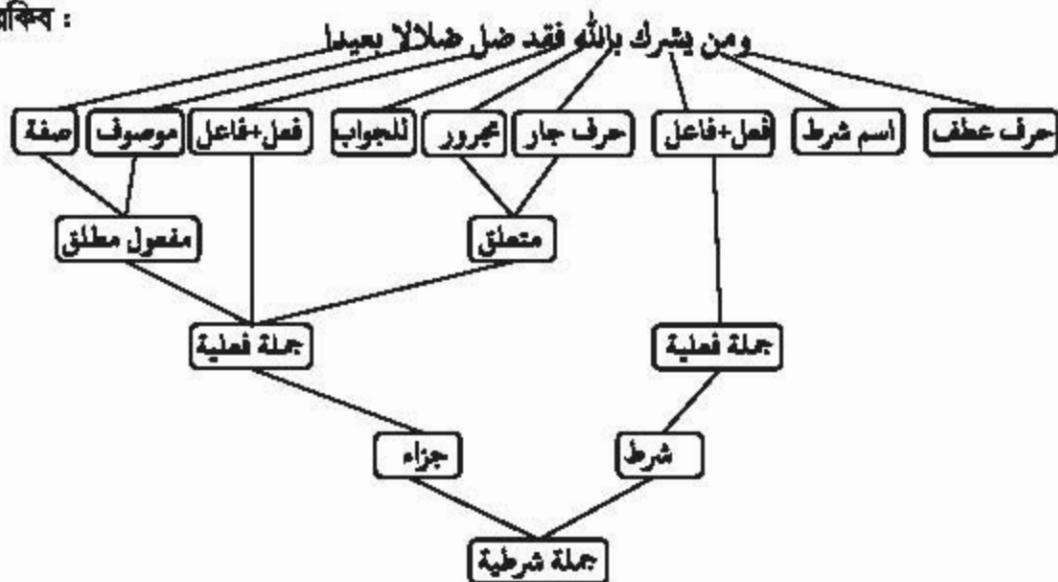 তারকিব :
ومن يشرك بالله فقد ضل ضلالا بعيدا
حرف عطف
اسم شرط
فعل+فاعل
حرف جار
مجرور
للجواب
فعل+فاعل
موصوف
صفة
متعلق
مفعول مطلق
جملة فعلية
جملة فعلية
شرط
جزاء
جملة شرطية